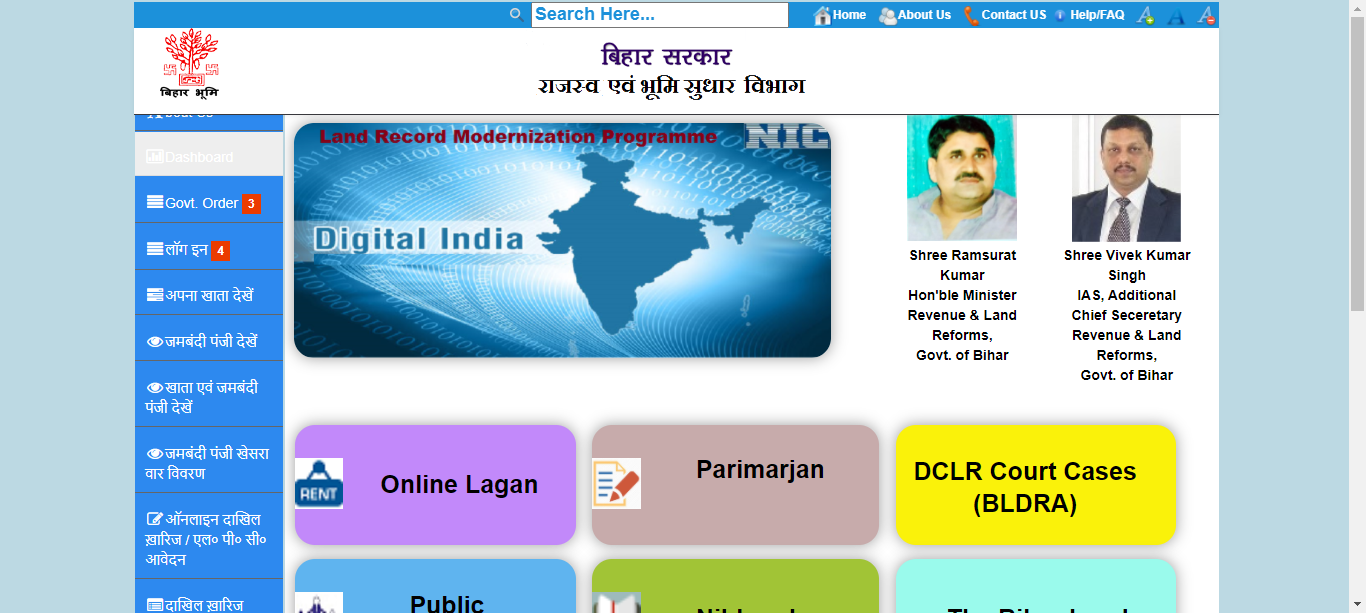 Search Here...
Home
About Us
Contact US
Help/FAQ
A
A
A
बिहार भूमि
बिहार सरकार
राजस्व एवं भूमि सुधार विभाग
About Us
Dashboard
Govt. Order 3
लॉग इन 4
अपना खाता देखें
जमबंदी पंजी देखें
खाता एवं जमबंदी
पंजी देखें
जमबंदी पंजी खेसरा
वार विवरण
ऑनलाइन दाखिल
ख़ारिज / एल० पी० सी०
आवेदन
दाखिल ख़ारिज
Land Record Modernization Programme
NIC
Digital India
Shree Ramsurat
Kumar
Hon'ble Minister
Revenue & Land
Reforms,
Govt. of Bihar
Shree Vivek Kumar
Singh
IAS, Additional
Chief Seceretary
Revenue & Land
Reforms,
Govt. of Bihar
RENT
Online Lagan
Parimarjan
DCLR Court Cases
(BLDRA)
Public